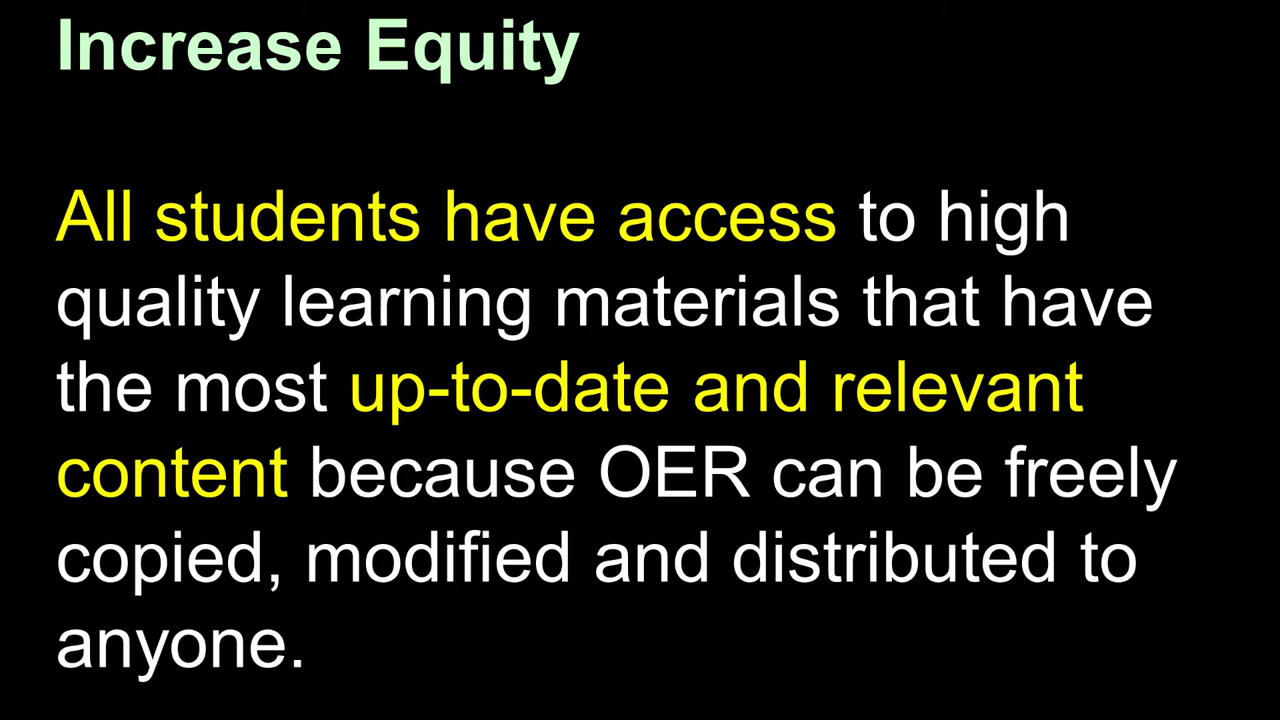 Increase Equity
All students have access to high
quality learning materials that have
the most up-to-date and relevant
content because OER can be freely
copied, modified and distributed to
anyone.